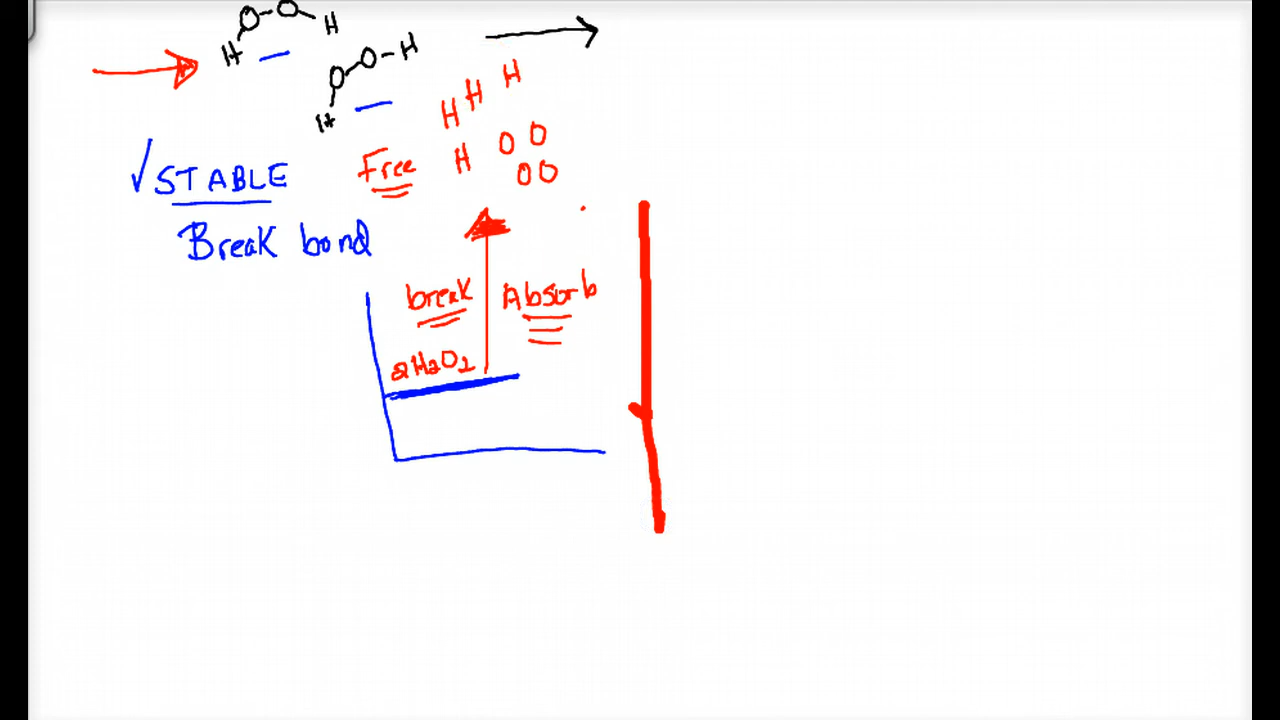 O-O
H H
O-O-H
H
H H H
✓STABLE Free H O O
O O
Break bond
break Absorb
2H2O2